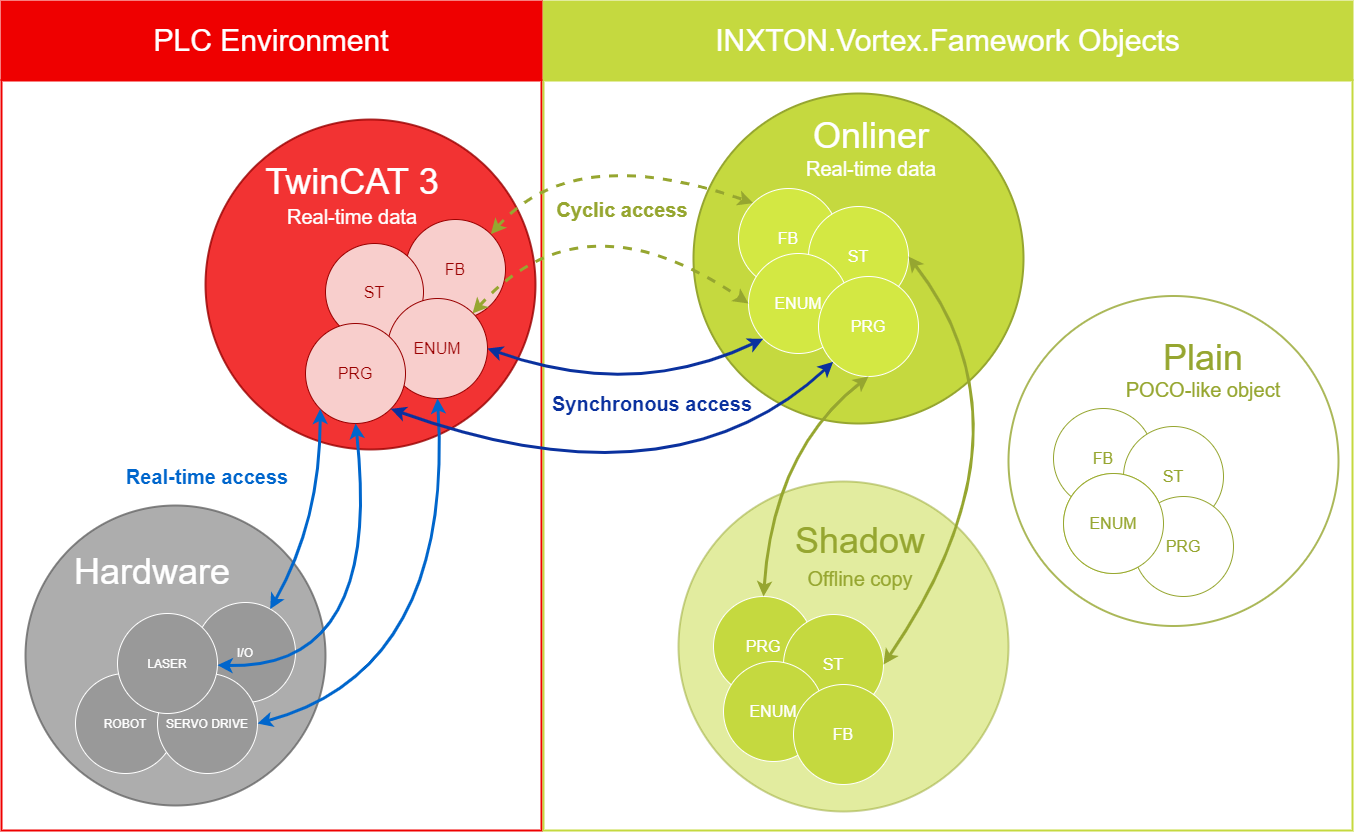 PLC Environment
INXTON.Vortex.Famework Objects
TwinCAT 3
Real-time data
FB
ST
ENUM
PRG
Cyclic access
Synchronous access
Real-time access
Hardware
I/O
LASER
ROBOT
SERVO DRIVE
Onliner
Real-time data
FB
ST
ENUM
PRG
Shadow
Offline copy
PRG
ST
ENUM
FB
Plain
POCO-like object
FB
ST
ENUM
PRG